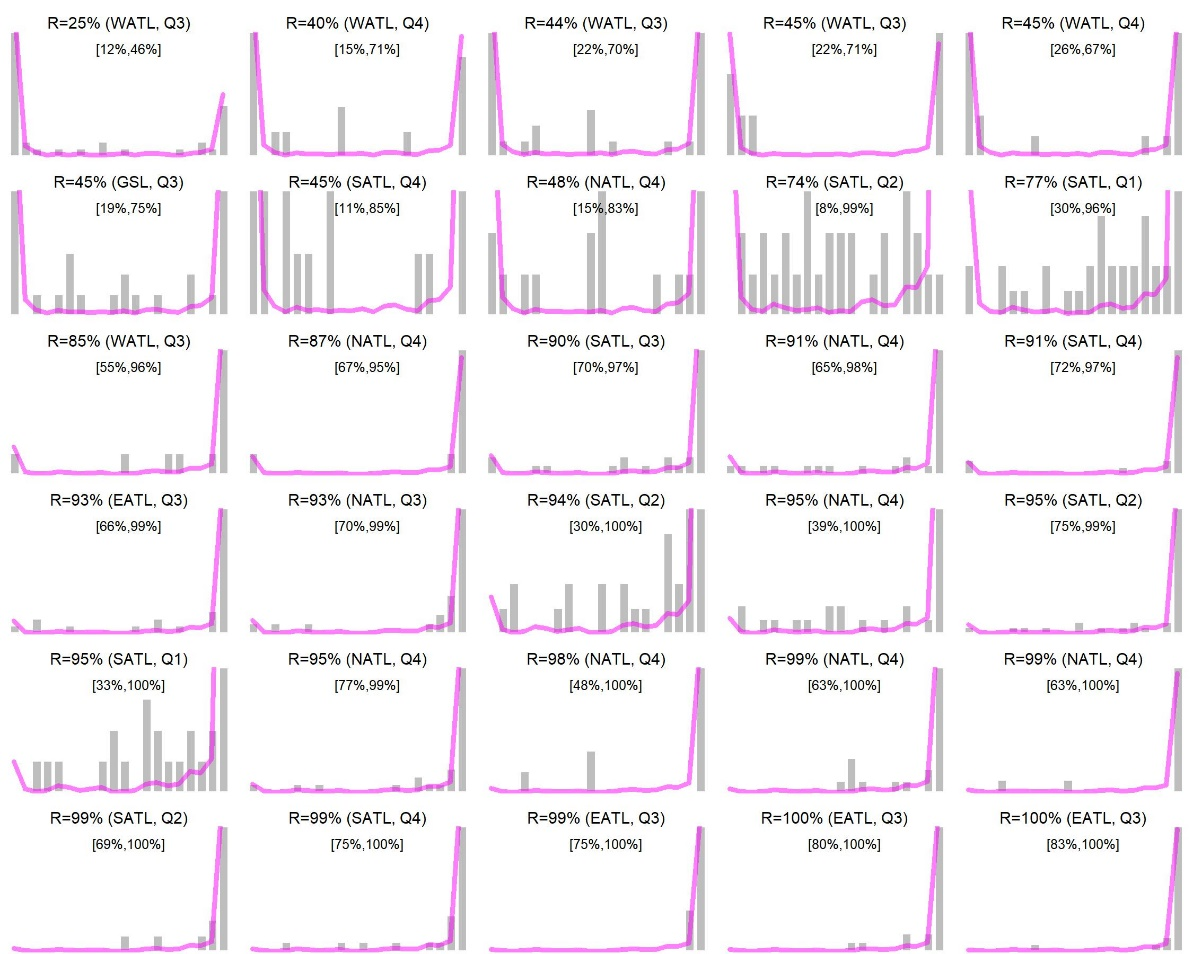 R=25% (WATL, Q3)
[12%,46%]
R=40% (WATL, Q4)
[15%,71%]
R=44% (WATL, Q3)
[22%,70%]
R=45% (WATL, Q3)
[22%,71%]
R=45% (WATL, Q4)
[26%,67%]
R=45% (GSL, Q3)
[19%,75%]
R=45% (SATL, Q4)
[11%,85%]
R=48% (NATL, Q4)
[15%,83%]
R=74% (SATL, Q2)
[8%,99%]
R=77% (SATL, Q1)
[30%,96%]
R=85% (WATL, Q3)
[55%,96%]
R=87% (NATL, Q4)
[67%,95%]
R=90% (SATL, Q3)
[70%,97%]
R=91% (NATL, Q4)
[65%,98%]
R=91% (SATL, Q4)
[72%,97%]
R=93% (EATL, Q3)
[66%,99%]
R=93% (NATL, Q3)
[70%,99%]
R=94% (SATL, Q2)
[30%,100%]
R=95% (NATL, Q4)
[39%,100%]
R=95% (SATL, Q2)
[75%,99%]
R=95% (SATL, Q1)
[33%,100%]
R=95% (NATL, Q4)
[77%,99%]
R=98% (NATL, Q4)
[48%,100%]
R=99% (NATL, Q4)
[63%,100%]
R=99% (NATL, Q4)
[63%,100%]
R=99% (SATL, Q2)
[69%,100%]
R=99% (SATL, Q4)
[75%,100%]
R=99% (EATL, Q3)
[75%,100%]
R=100% (EATL, Q3)
[80%,100%]
R=100% (EATL, Q3)
[83%,100%]